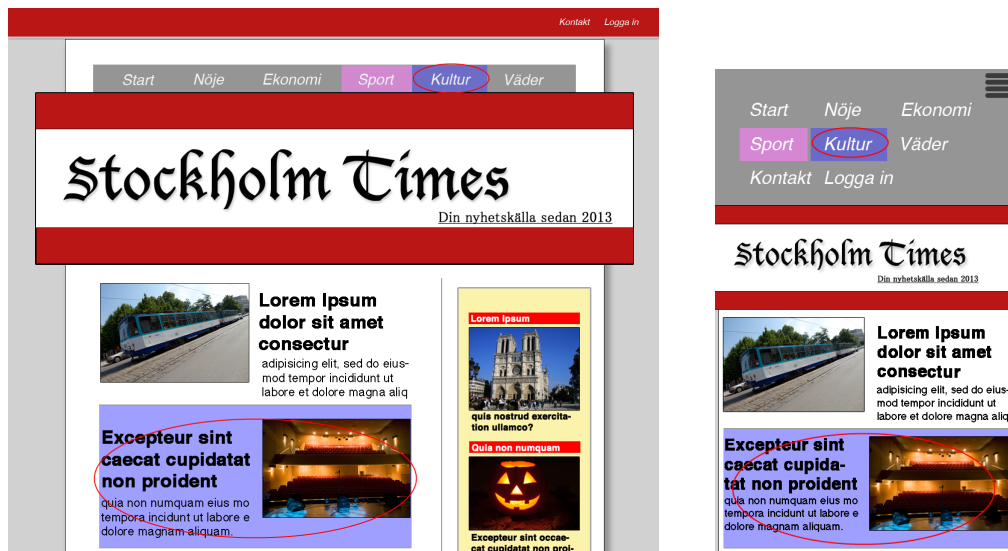 Kontakt Logga in
Start Nöje Ekonomi Sport Kultur Väder
Stockholm Times
Din nyhetskälla sedan 2013
Lorem Ipsum
dolor sit amet
consectur
adipisicing elit, sed do eius-
mod tempor incididunt ut
labore et dolore magna aliq
Excepteur sint
caecat cupidatat
non proident
quia non numquam eius mo
tempora incidunt ut labore e
dolore magnam aliquam.
Lorem Ipsum
quis nostrud exercita-
tion ullamco?
Quia non numquam
Excepteur sint occae-
cat cupidatat non proi-
Start Nöje Ekonomi
Sport Kultur Väder
Kontakt Logga in
Stockholm Times
Din nyhetskälla sedan 2013
Lorem Ipsum
dolor sit amet
consectur
adipisicing elit, sed do eius-
mod tempor incididunt ut
labore et dolore magna aliq
Excepteur sint
caecat cupida-
tat non proident
quia non numquam eius mo
tempora incidunt ut labore e
dolore magnam aliquam.